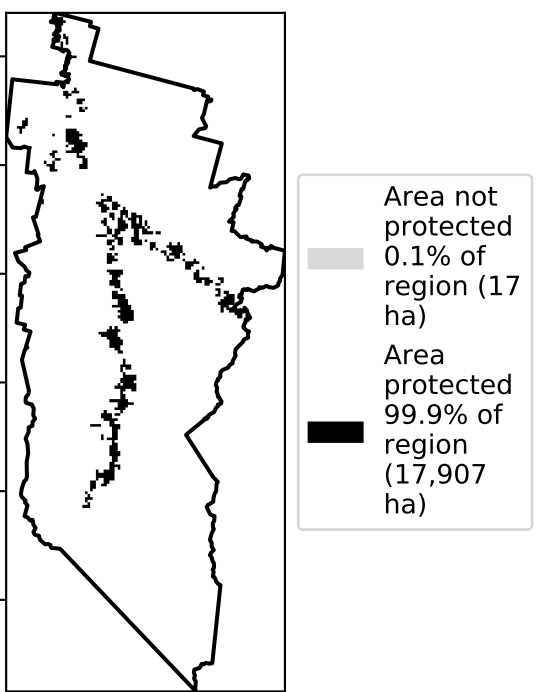 Area not
protected
0.1% of
region (17
ha)
Area
protected
99.9% of
region
(17,907
ha)